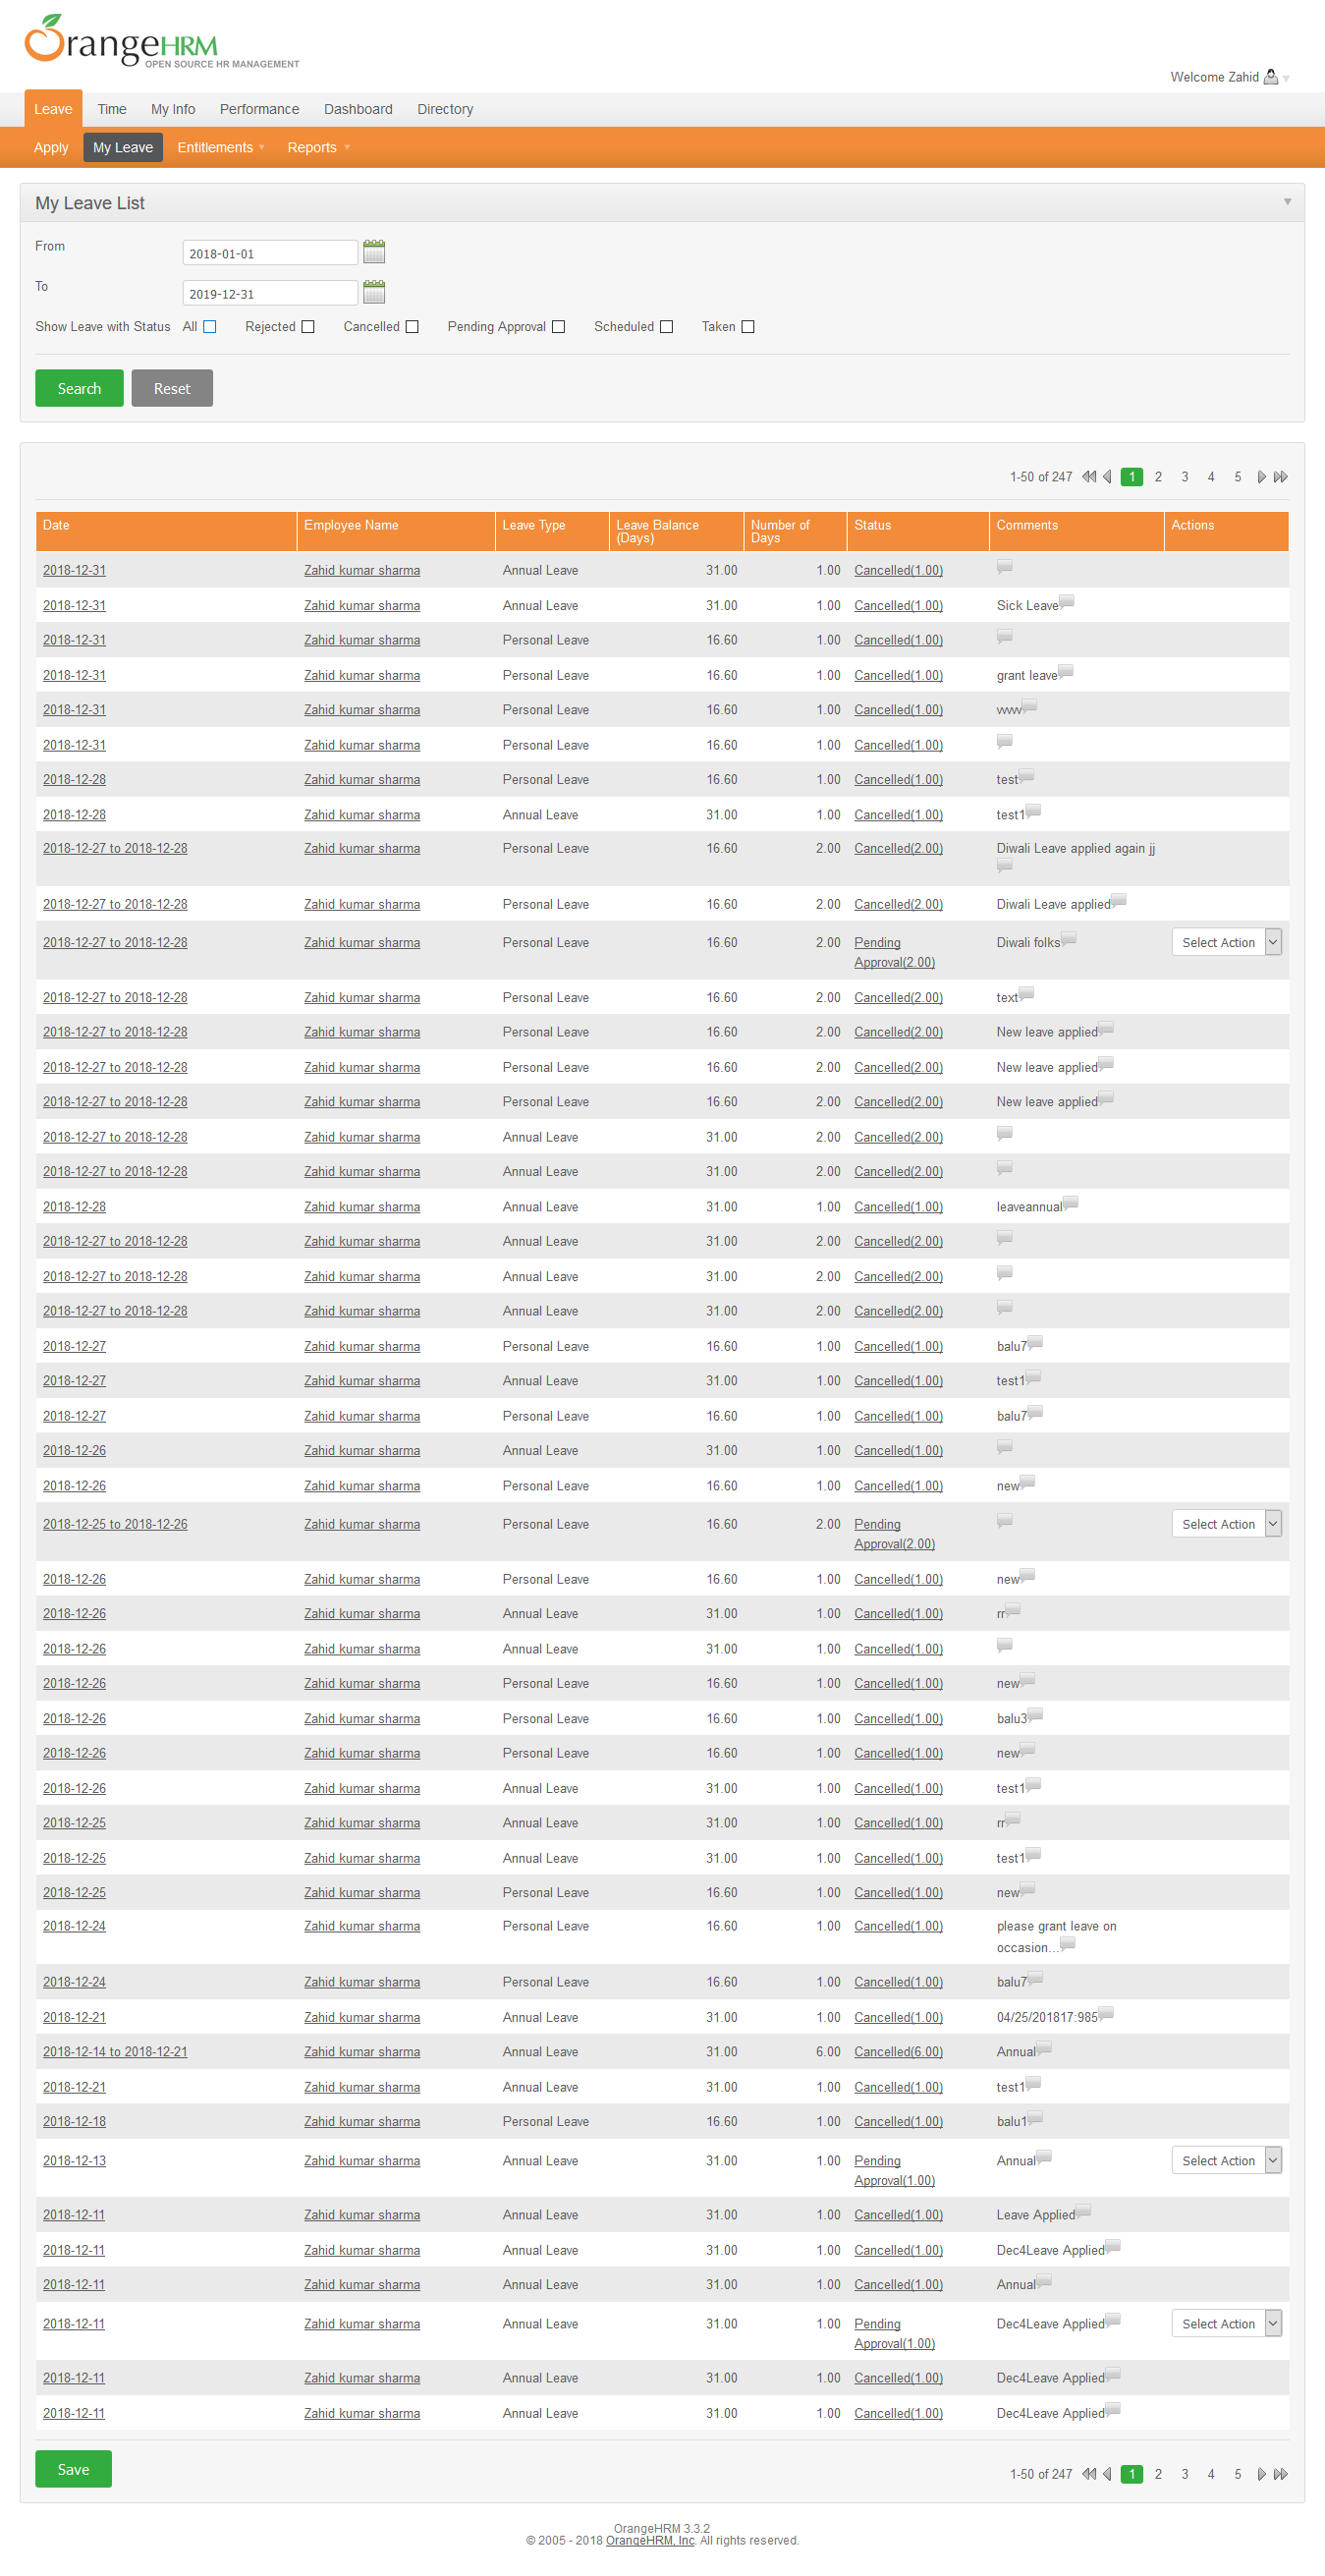 OrangeHRM
OPEN SOURCE HR MANAGEMENT
Welcome Zahid
Leave Time My Info Performance Dashboard Directory
Apply My Leave Entitlements Reports
My Leave List
From 2018-01-01
To 2019-12-31
Show Leave with Status All Rejected Cancelled Pending Approval Scheduled Taken
Search Reset
1-50 of 247 1 2 3 4 5
Date Employee Name Leave Type Leave Balance (Days) Number of Days Status Comments Actions
2018-12-31 Zahid kumar sharma Annual Leave 31.00 1.00 Cancelled(1.00)
2018-12-31 Zahid kumar sharma Annual Leave 31.00 1.00 Cancelled(1.00) Sick Leave
2018-12-31 Zahid kumar sharma Personal Leave 16.60 1.00 Cancelled(1.00)
2018-12-31 Zahid kumar sharma Personal Leave 16.60 1.00 Cancelled(1.00) grant leave
2018-12-31 Zahid kumar sharma Personal Leave 16.60 1.00 Cancelled(1.00)
2018-12-31 Zahid kumar sharma Personal Leave 16.60 1.00 Cancelled(1.00)
2018-12-28 Zahid kumar sharma Personal Leave 16.60 1.00 Cancelled(1.00) test
2018-12-28 Zahid kumar sharma Annual Leave 31.00 1.00 Cancelled(1.00) test1
2018-12-27 to 2018-12-28 Zahid kumar sharma Personal Leave 16.60 2.00 Cancelled(2.00) Diwali Leave applied again jj
2018-12-27 to 2018-12-28 Zahid kumar sharma Personal Leave 16.60 2.00 Cancelled(2.00) Diwali Leave applied
2018-12-27 to 2018-12-28 Zahid kumar sharma Personal Leave 16.60 2.00 Pending Approval(2.00) Diwali folks Select Action
2018-12-27 to 2018-12-28 Zahid kumar sharma Personal Leave 16.60 2.00 Cancelled(2.00) text
2018-12-27 to 2018-12-28 Zahid kumar sharma Personal Leave 16.60 2.00 Cancelled(2.00) New leave applied
2018-12-27 to 2018-12-28 Zahid kumar sharma Personal Leave 16.60 2.00 Cancelled(2.00) New leave applied
2018-12-27 to 2018-12-28 Zahid kumar sharma Personal Leave 16.60 2.00 Cancelled(2.00) New leave applied
2018-12-27 to 2018-12-28 Zahid kumar sharma Annual Leave 31.00 2.00 Cancelled(2.00)
2018-12-27 to 2018-12-28 Zahid kumar sharma Annual Leave 31.00 2.00 Cancelled(2.00)
2018-12-28 Zahid kumar sharma Annual Leave 31.00 1.00 Cancelled(1.00) leaveannual
2018-12-27 to 2018-12-28 Zahid kumar sharma Annual Leave 31.00 2.00 Cancelled(2.00)
2018-12-27 to 2018-12-28 Zahid kumar sharma Annual Leave 31.00 2.00 Cancelled(2.00)
2018-12-27 to 2018-12-28 Zahid kumar sharma Annual Leave 31.00 2.00 Cancelled(2.00)
2018-12-27 Zahid kumar sharma Personal Leave 16.60 1.00 Cancelled(1.00) balu7
2018-12-27 Zahid kumar sharma Annual Leave 31.00 1.00 Cancelled(1.00) test1
2018-12-27 Zahid kumar sharma Personal Leave 16.60 1.00 Cancelled(1.00) balu7
2018-12-26 Zahid kumar sharma Annual Leave 31.00 1.00 Cancelled(1.00)
2018-12-26 Zahid kumar sharma Personal Leave 16.60 1.00 Cancelled(1.00) new
2018-12-25 to 2018-12-26 Zahid kumar sharma Personal Leave 16.60 2.00 Pending Approval(2.00) Select Action
2018-12-26 Zahid kumar sharma Personal Leave 16.60 1.00 Cancelled(1.00) new
2018-12-26 Zahid kumar sharma Annual Leave 31.00 1.00 Cancelled(1.00) rr
2018-12-26 Zahid kumar sharma Annual Leave 31.00 1.00 Cancelled(1.00)
2018-12-26 Zahid kumar sharma Personal Leave 16.60 1.00 Cancelled(1.00) new
2018-12-26 Zahid kumar sharma Personal Leave 16.60 1.00 Cancelled(1.00) balu3
2018-12-26 Zahid kumar sharma Personal Leave 16.60 1.00 Cancelled(1.00) new
2018-12-26 Zahid kumar sharma Annual Leave 31.00 1.00 Cancelled(1.00) test1
2018-12-25 Zahid kumar sharma Annual Leave 31.00 1.00 Cancelled(1.00) rr
2018-12-25 Zahid kumar sharma Annual Leave 31.00 1.00 Cancelled(1.00) test1
2018-12-25 Zahid kumar sharma Personal Leave 16.60 1.00 Cancelled(1.00) new
2018-12-24 Zahid kumar sharma Personal Leave 16.60 1.00 Cancelled(1.00) please grant leave on occasion...
2018-12-24 Zahid kumar sharma Personal Leave 16.60 1.00 Cancelled(1.00) balu7
2018-12-21 Zahid kumar sharma Annual Leave 31.00 1.00 Cancelled(1.00) 04/25/201817:985
2018-12-14 to 2018-12-21 Zahid kumar sharma Annual Leave 31.00 6.00 Cancelled(6.00) Annual
2018-12-21 Zahid kumar sharma Annual Leave 31.00 1.00 Cancelled(1.00) test1
2018-12-18 Zahid kumar sharma Personal Leave 16.60 1.00 Cancelled(1.00) balu1
2018-12-13 Zahid kumar sharma Annual Leave 31.00 1.00 Pending Approval(1.00) Annual Select Action
2018-12-11 Zahid kumar sharma Annual Leave 31.00 1.00 Cancelled(1.00) Leave Applied
2018-12-11 Zahid kumar sharma Annual Leave 31.00 1.00 Cancelled(1.00) Dec4Leave Applied
2018-12-11 Zahid kumar sharma Annual Leave 31.00 1.00 Cancelled(1.00) Annual
2018-12-11 Zahid kumar sharma Annual Leave 31.00 1.00 Pending Approval(1.00) Dec4Leave Applied Select Action
2018-12-11 Zahid kumar sharma Annual Leave 31.00 1.00 Cancelled(1.00) Dec4Leave Applied
2018-12-11 Zahid kumar sharma Annual Leave 31.00 1.00 Cancelled(1.00) Dec4Leave Applied
Save 1-50 of 247 1 2 3 4 5
OrangeHRM 3.3.2
© 2005 - 2018 OrangeHRM, Inc. All rights reserved.